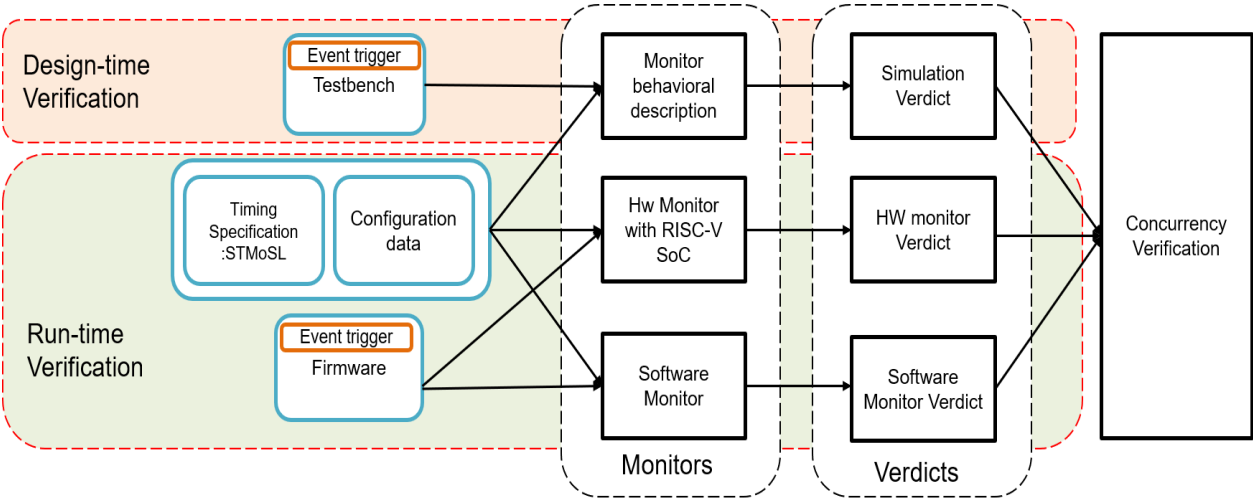 Design-time
Verification
Event trigger
Testbench
Monitor
behavioral
description
Simulation
Verdict
Timing
Specification
:STMoSL
Configuration
data
Hw Monitor
with RISC-V
SoC
HW monitor
Verdict
Concurrency
Verification
Run-time
Verification
Event trigger
Firmware
Software
Monitor
Software
Monitor Verdict
Monitors
Verdicts